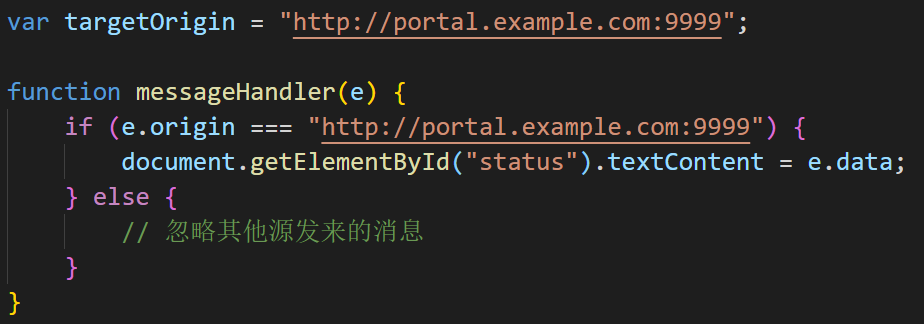 var targetOrigin = "http://portal.example.com:9999";
function messageHandler(e) {
if (e.origin === "http://portal.example.com:9999") {
document.getElementById("status").textContent = e.data;
} else {
// 忽略其他源发来的消息
}
}